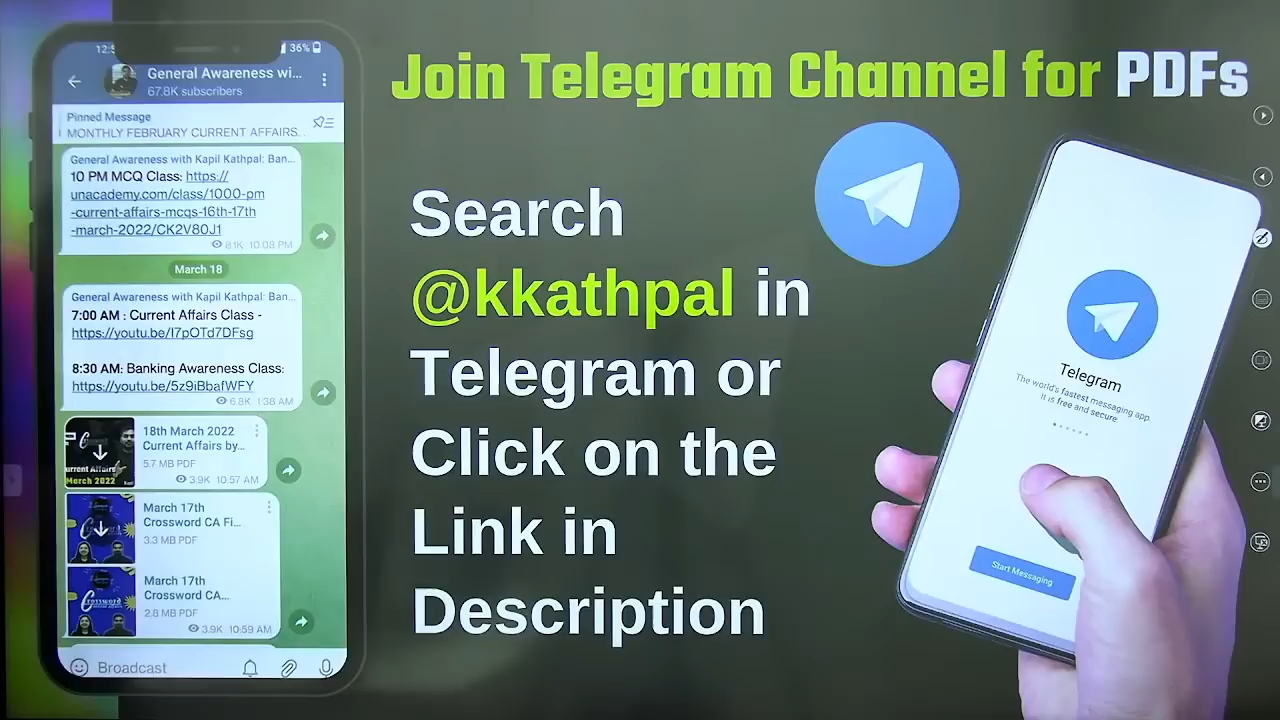 Join Telegram Channel for PDFs
Search
@kkathpal in
Telegram or
Click on the
Link in
Description
36%
General Awareness wi...
67.8K subscribers
Pinned Message
MONTHLY FEBRUARY CURRENT AFFAIRS...
General Awareness with Kapil Kathpal: Ban...
10 PM MCQ Class: https://
unacademy.com/class/1000-pm
-current-affairs-mcqs-16th-17th
-march-2022/CK2V80J1
10:08 PM
March 18
General Awareness with Kapil Kathpal: Ban...
7:00 AM : Current Affairs Class -
https://youtu.be/I7pOTd7DFsg
8:30 AM: Banking Awareness Class:
https://youtu.be/5z9iBbafWFY
6.8K 1:38 AM
18th March 2022
Current Affairs by...
5.7 MB PDF
3.9K 10:57 AM
urrent Affairs
March 2022
March 17th
Crossword CA Fi...
3.3 MB PDF
March 17th
Crossword CA...
2.8 MB PDF
3.9K 10:59 AM
Crossword
Broadcast
Telegram
The world's fastest messaging app.
It is free and secure.
Start Messaging